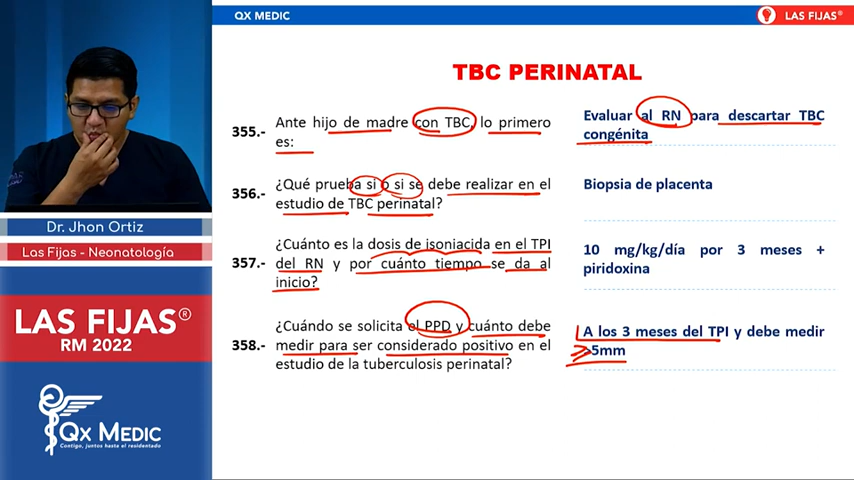 QX MEDIC
LAS FIJAS®
TBC PERINATAL
355.- Ante hijo de madre con TBC, lo primero es:
Evaluar al RN para descartar TBC congénita
356.- ¿Qué prueba si o si se debe realizar en el estudio de TBC perinatal?
Biopsia de placenta
357.- ¿Cuánto es la dosis de isoniacida en el TPI del RN y por cuánto tiempo se da al inicio?
10 mg/kg/día por 3 meses + piridoxina
358.- ¿Cuándo se solicita el PPD y cuánto debe medir para ser considerado positivo en el estudio de la tuberculosis perinatal?
A los 3 meses del TPI y debe medir ≥5mm
Dr. Jhon Ortiz
Las Fijas - Neonatología
LAS FIJAS®
RM 2022
QX MEDIC
Contigo, juntos hasta el residentado